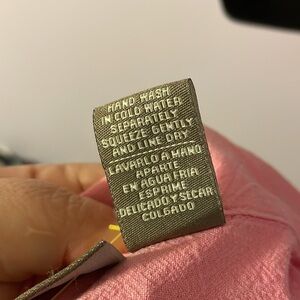 HAND WASH
IN COLD WATER
SEPARATELY
SQUEEZE GENTLY
AND LINE DRY
LAVARLO A MANO
APARTE
EN AGUA FRIA
ESPRIME
DELICADO Y SECAR
COLGADO